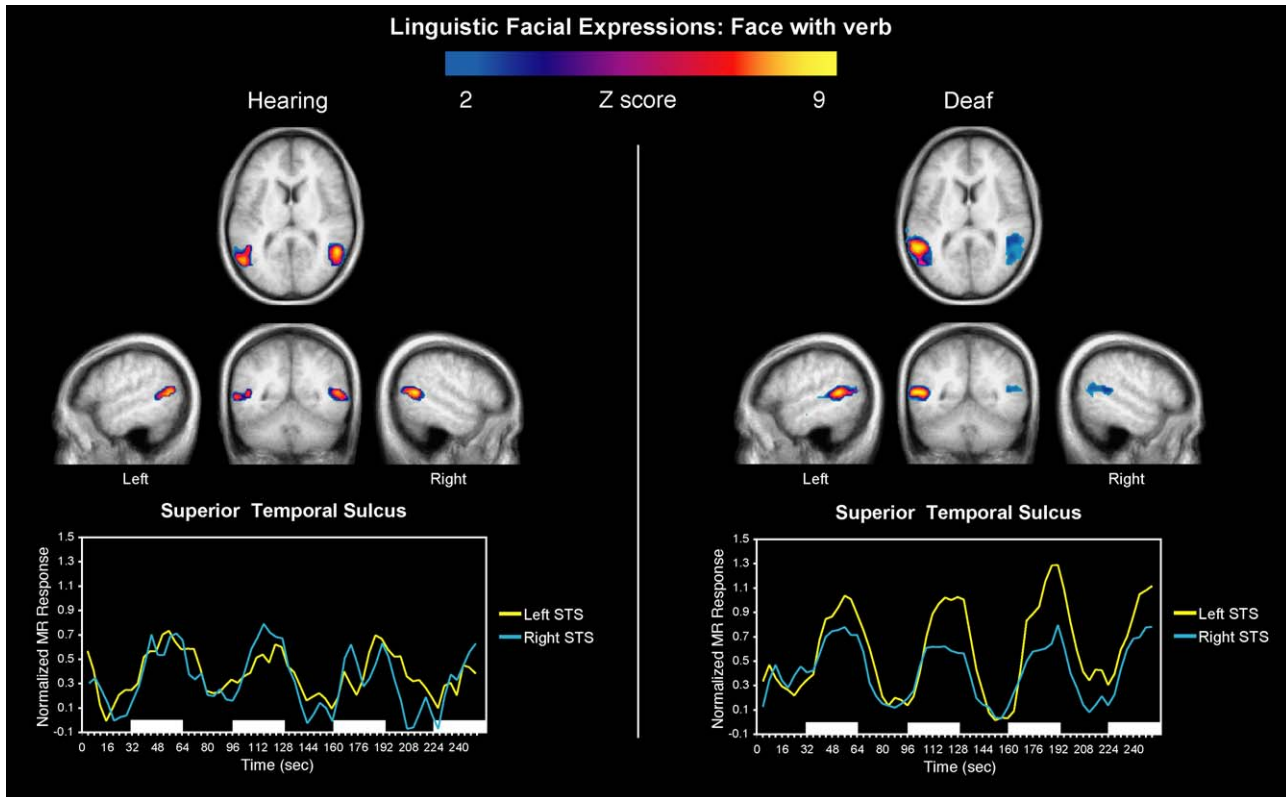 Linguistic Facial Expressions: Face with verb
Hearing
2 Z score 9
Deaf
Left
Right
Superior Temporal Sulcus
Normalized MR Response
1.5
1.3
1.1
0.9
0.7
0.5
0.3
0.1
-0.1
0 16 32 48 64 80 96 112 128 144 160 176 192 208 224 240
Time (sec)
Left STS
Right STS
Left
Right
Superior Temporal Sulcus
Normalized MR Response
1.5
1.3
1.1
0.9
0.7
0.5
0.3
0.1
-0.1
0 16 32 48 64 80 96 112 128 144 160 176 192 208 224 240
Time (sec)
Left STS
Right STS